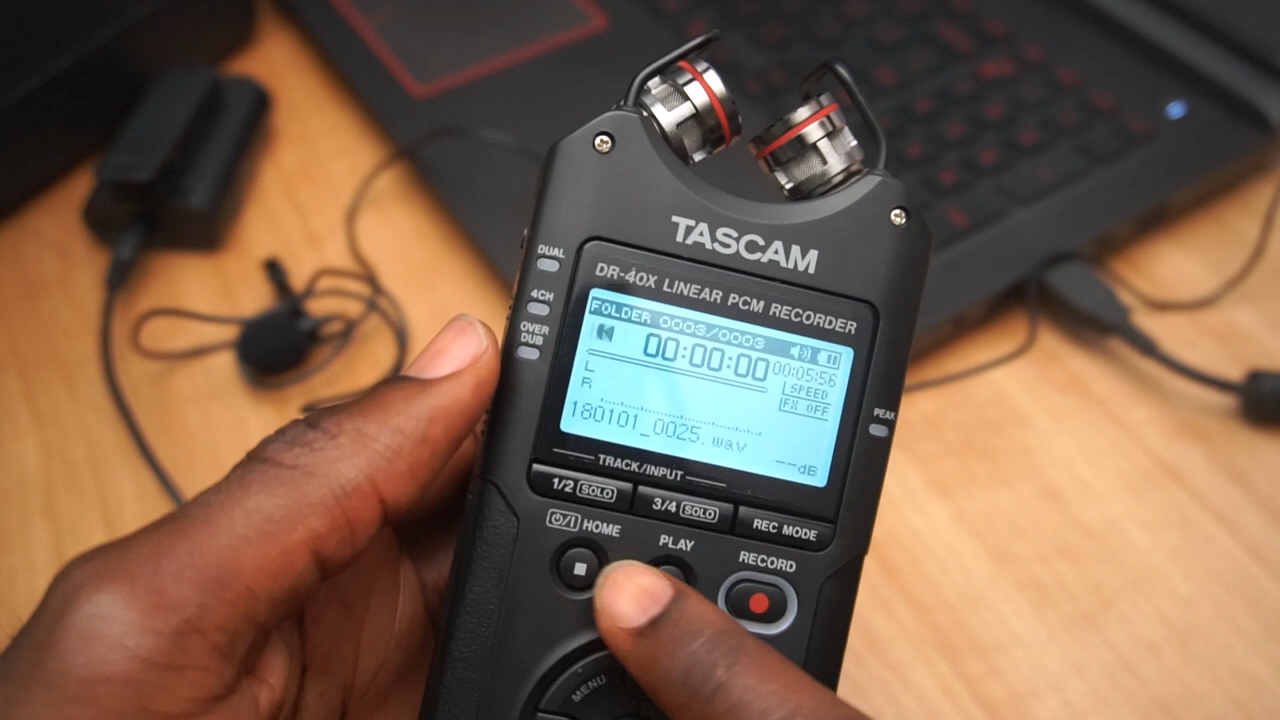 TASCAM
DR-40X LINEAR PCM RECORDER
DUAL
4CH
OVER
DUB
PEAK
FOLDER 0003/0003
00:00:00
00:05:56
SPEED
FX OFF
L
R
180101_0025.wav
--dB
TRACK/INPUT
1/2 SOLO
3/4 SOLO
REC MODE
⏻/I HOME
PLAY
RECORD
MENU